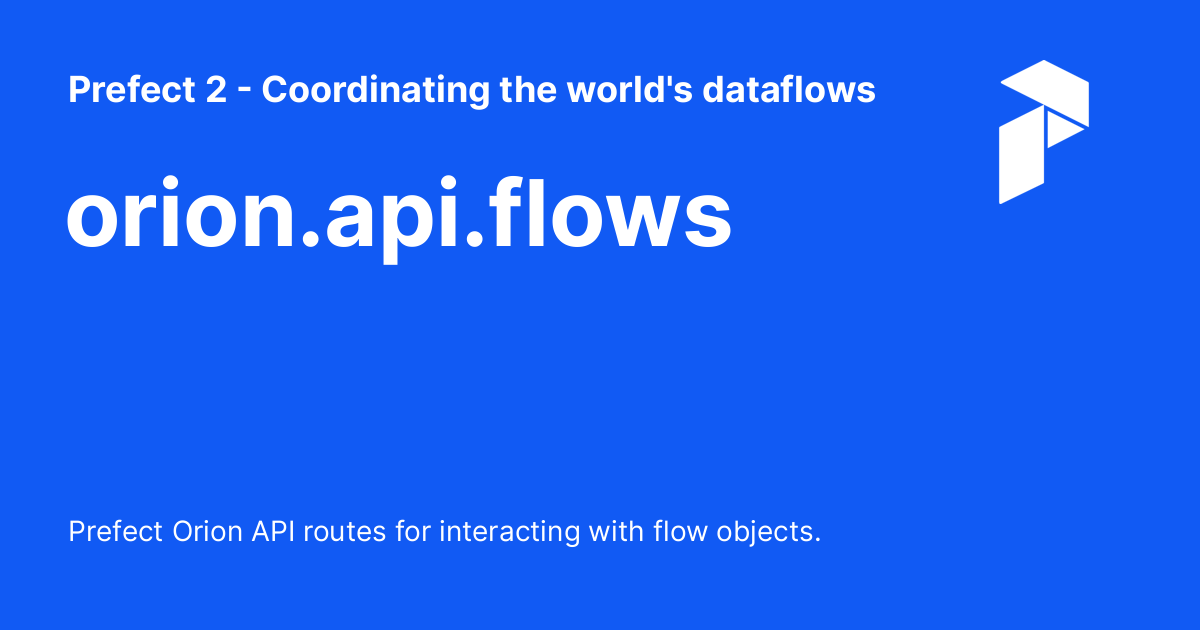 Prefect 2 - Coordinating the world's dataflows
orion.api.flows
Prefect Orion API routes for interacting with flow objects.